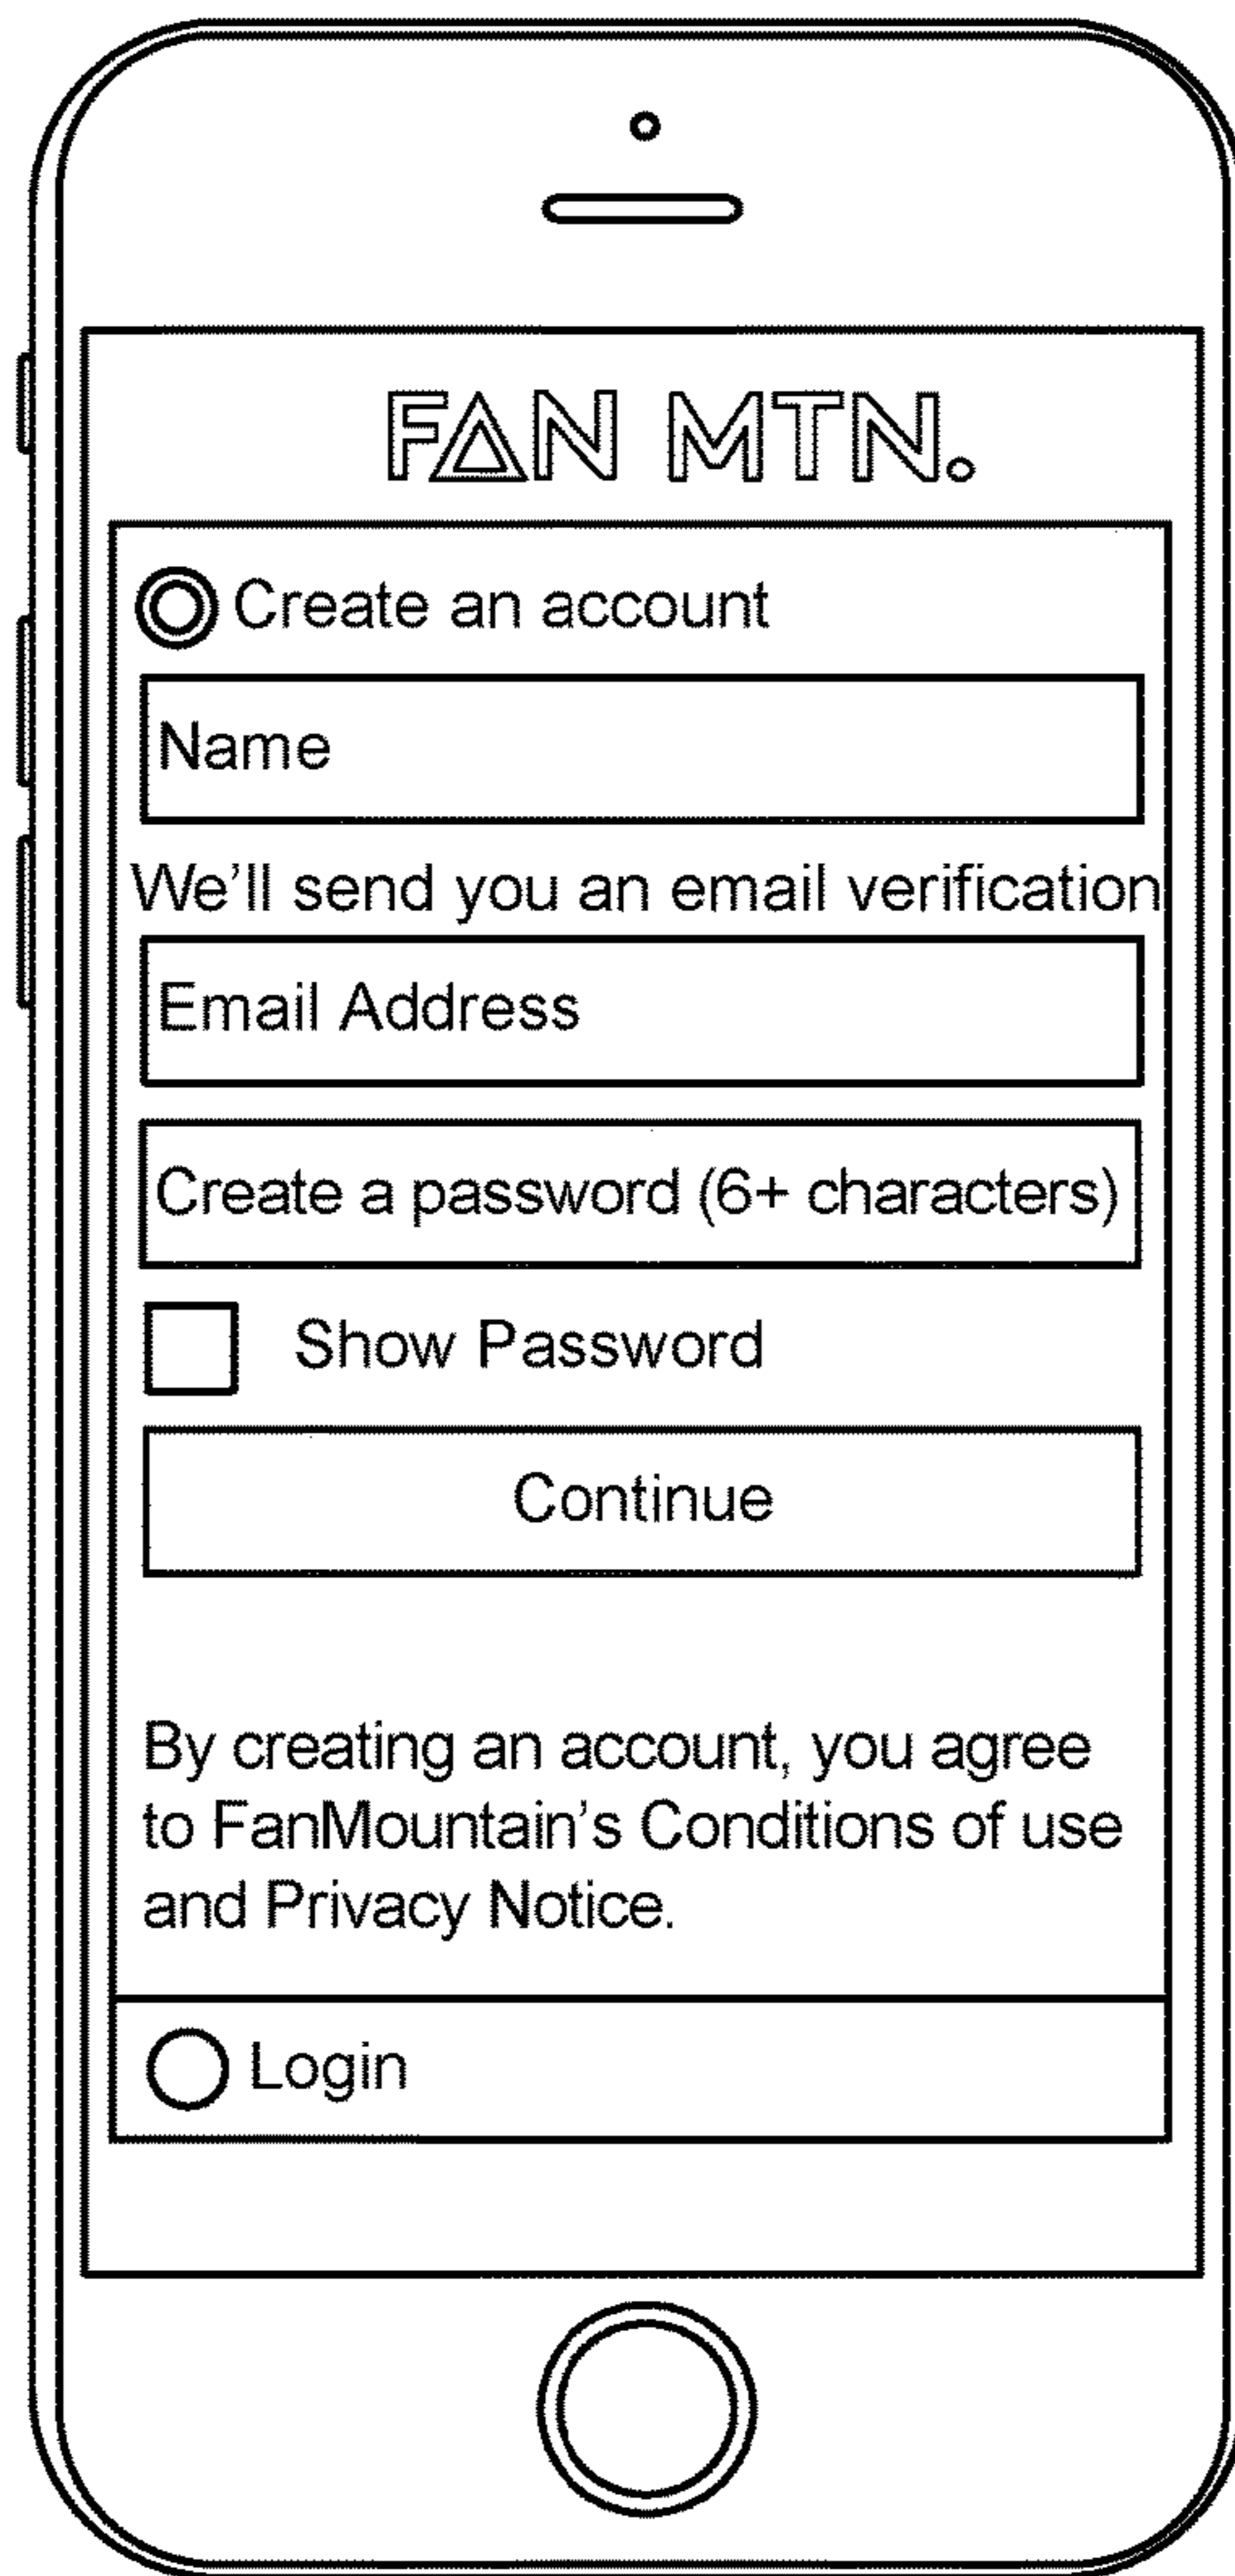 FAN MTN.
Create an account
Name
We'll send you an email verification
Email Address
Create a password (6+ characters)
Show Password
Continue
By creating an account, you agree
to FanMountain's Conditions of use
and Privacy Notice.
Login